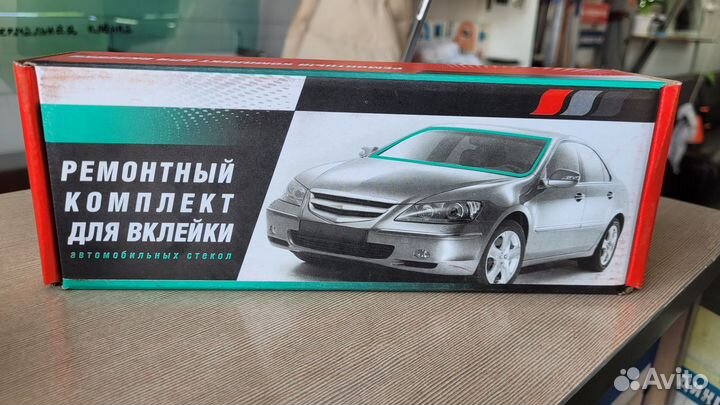 РЕМОНТНЫЙ
КОМПЛЕКТ
ДЛЯ ВКЛЕЙКИ
автомобильных стекол
Avito